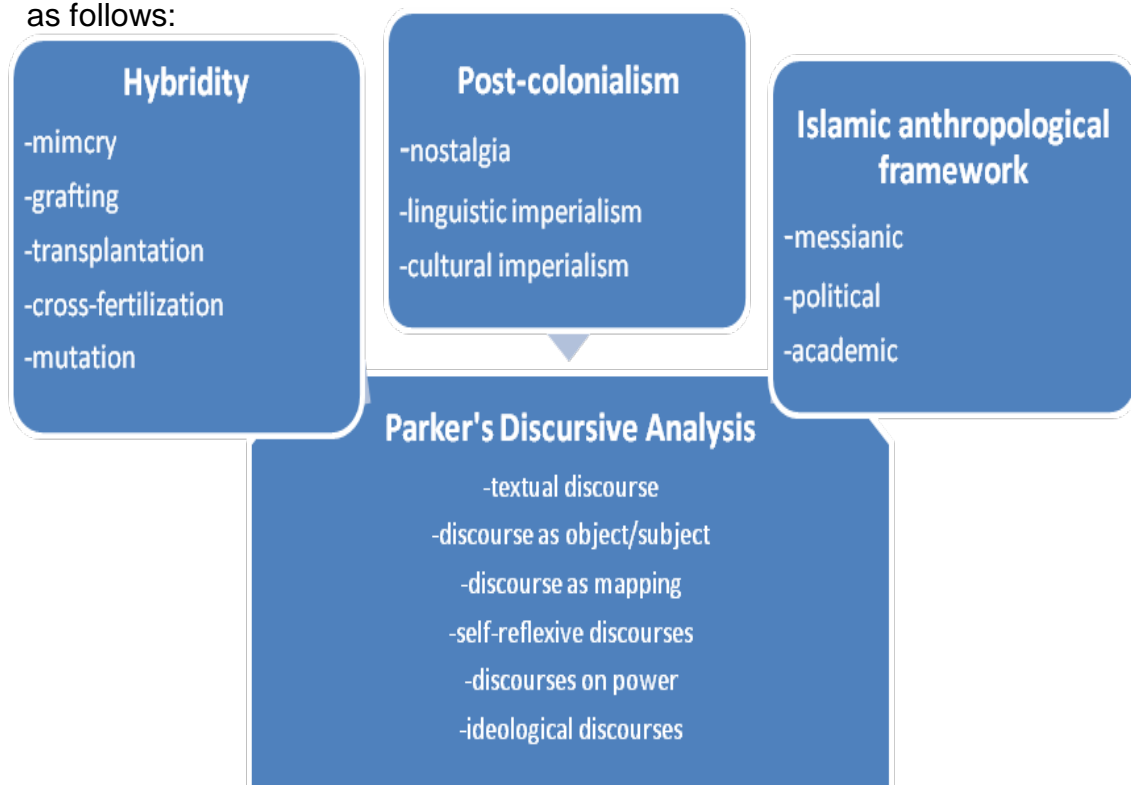 as follows:
Hybridity
-mimcry
-grafting
-transplantation
-cross-fertilization
-mutation
Post-colonialism
-nostalgia
-linguistic imperialism
-cultural imperialism
Islamic anthropological
framework
-messianic
-political
-academic
Parker's Discursive Analysis
-textual discourse
-discourse as object/subject
-discourse as mapping
-self-reflexive discourses
-discourses on power
-ideological discourses